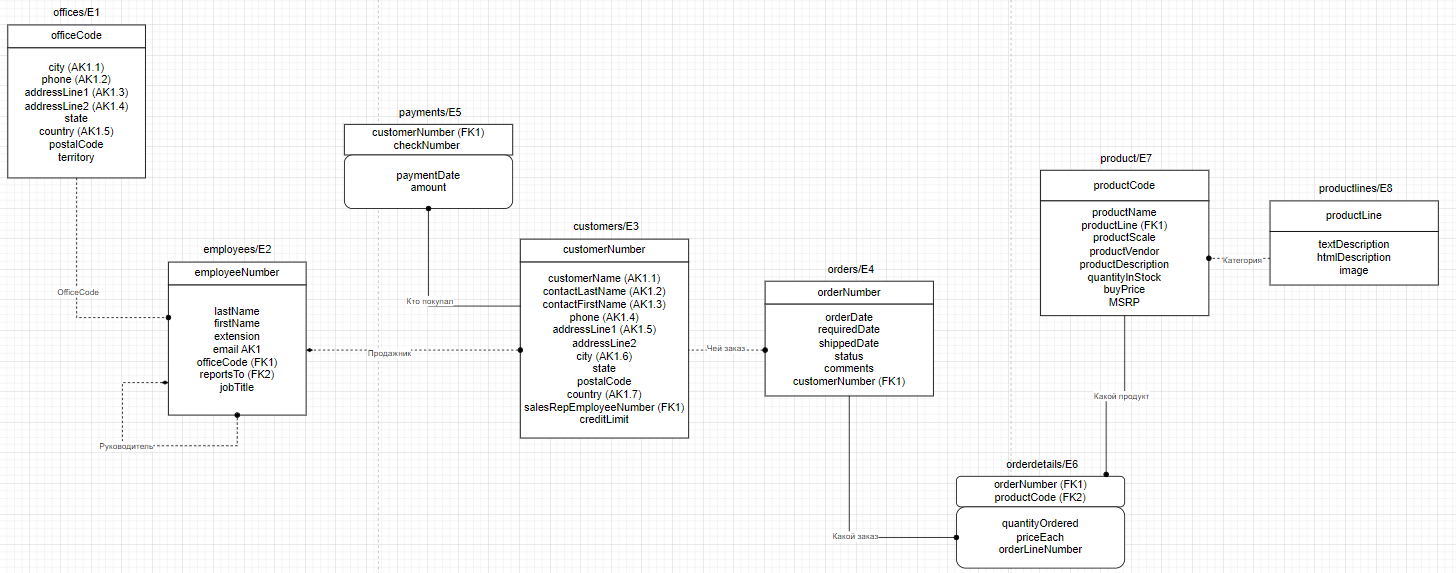 offices/E1
officeCode
city (AK1.1)
phone (AK1.2)
addressLine1 (AK1.3)
addressLine2 (AK1.4)
state
country (AK1.5)
postalCode
territory
OfficeCode
employees/E2
employeeNumber
lastName
firstName
extension
email AK1
officeCode (FK1)
reportsTo (FK2)
jobTitle
Руководитель
payments/E5
customerNumber (FK1)
checkNumber
paymentDate
amount
Кто покупал
Продажник
customers/E3
customerNumber
customerName (AK1.1)
contactLastName (AK1.2)
contactFirstName (AK1.3)
phone (AK1.4)
addressLine1 (AK1.5)
addressLine2
city (AK1.6)
state
postalCode
country (AK1.7)
salesRepEmployeeNumber (FK1)
creditLimit
Чей заказ
orders/E4
orderNumber
orderDate
requiredDate
shippedDate
status
comments
customerNumber (FK1)
Какой заказ
product/E7
productCode
productName
productLine (FK1)
productScale
productVendor
productDescription
quantityInStock
buyPrice
MSRP
Категория
productlines/E8
productLine
textDescription
htmlDescription
image
Какой продукт
orderdetails/E6
orderNumber (FK1)
productCode (FK2)
quantityOrdered
priceEach
orderLineNumber